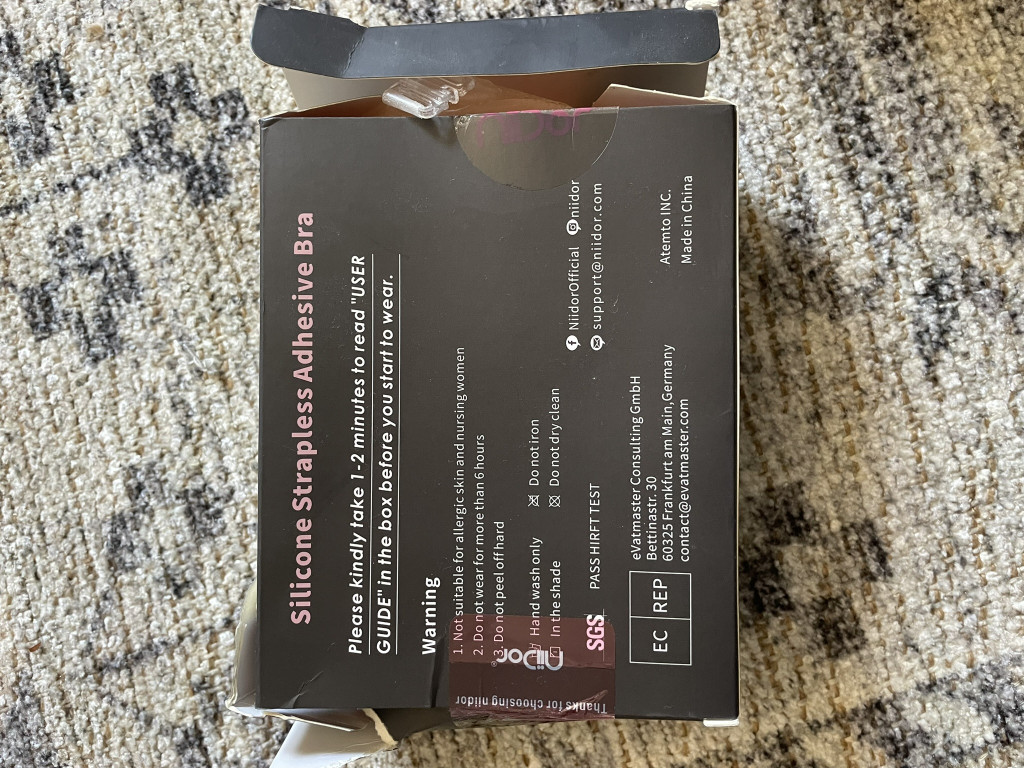 Silicone Strapless Adhesive Bra
Please kindly take 1-2 minutes to read "USER
GUIDE" in the box before you start to wear.
Warning
1. Not suitable for allergic skin and nursing women
2. Do not wear for more than 6 hours
3. Do not peel off hard
Hand wash only
Do not iron
In the shade
Do not dry clean
SGS
PASS HIRFT TEST
NiidorOfficial
niidor
support@niidor.com
EC REP
eVatmaster Consulting GmbH
Bettinastr. 30
60325 Frankfurt am Main,Germany
contact@evatmaster.com
Atemto INC.
Made in China
niiDor®
Thanks for choosing niidor
niiDor